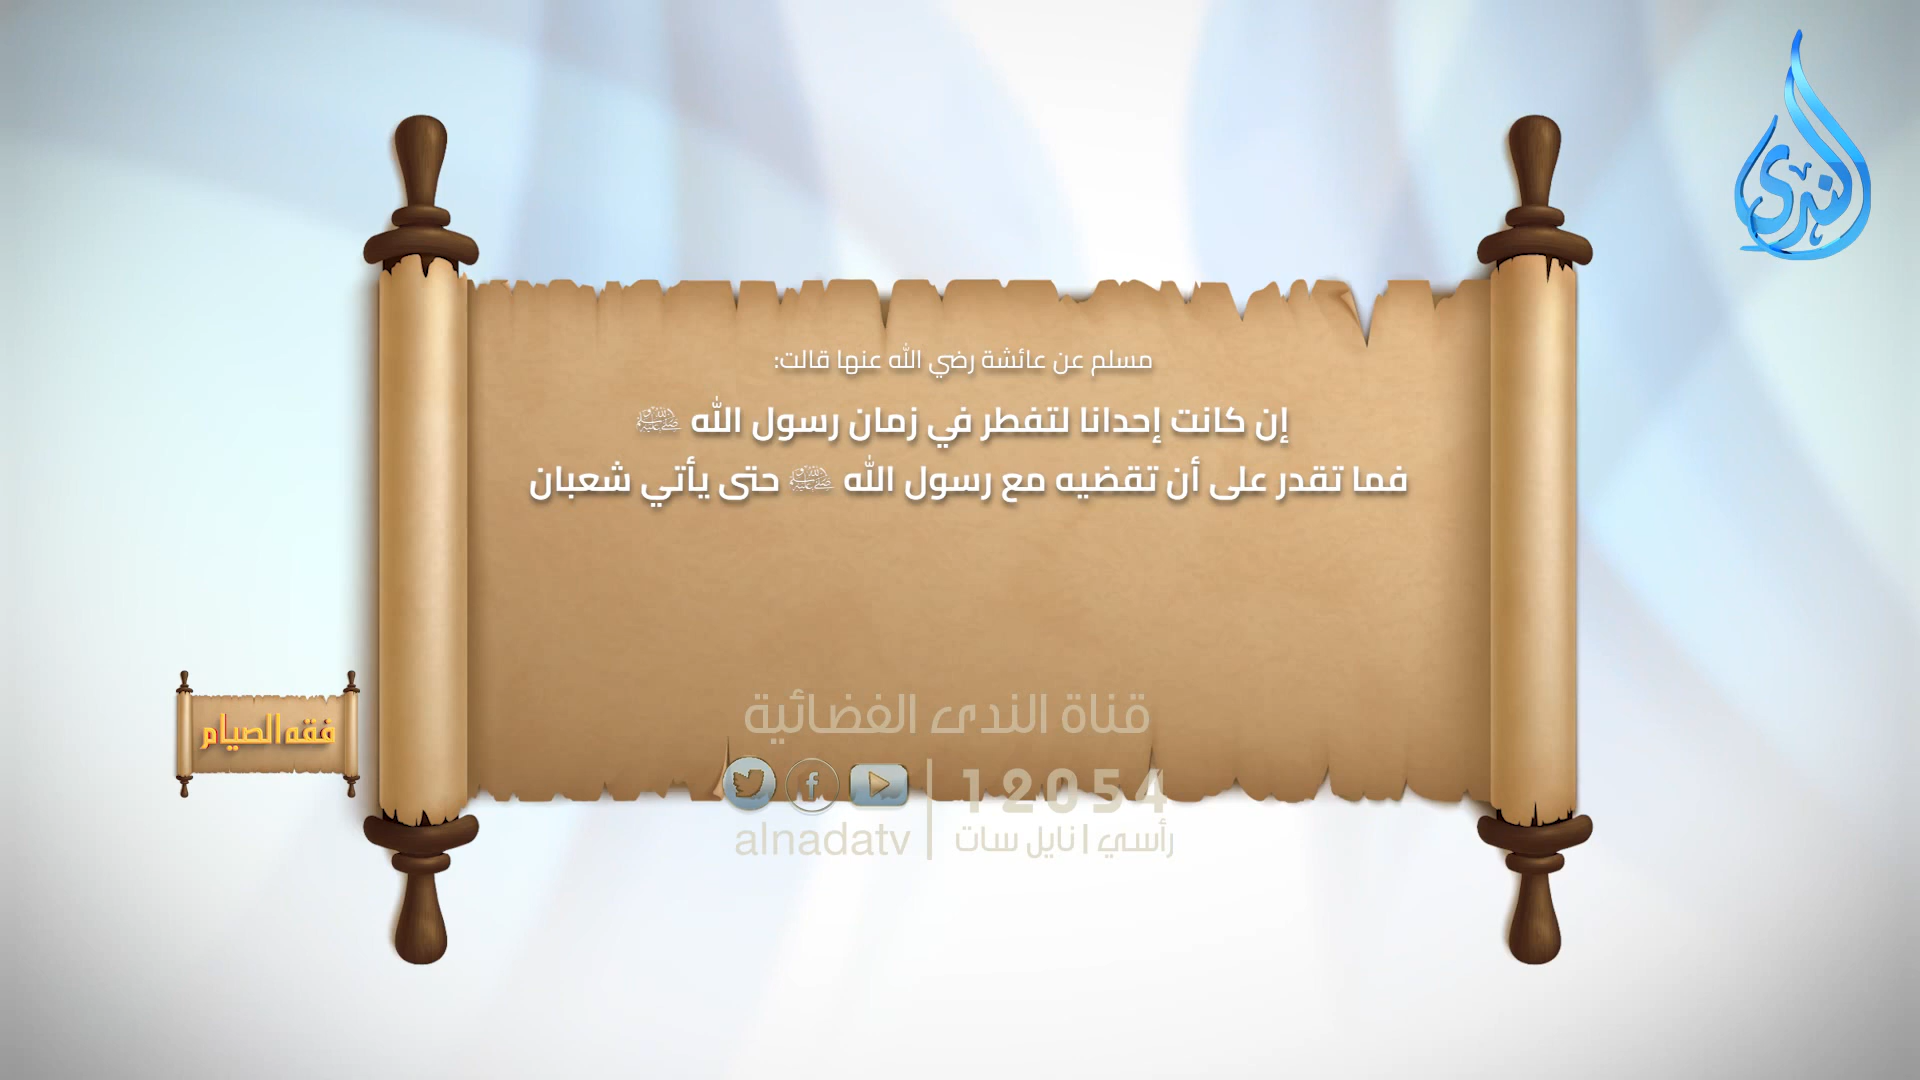 الندى
مسلم عن عائشة رضي الله عنها قالت:
إن كانت إحدانا لتفطر في زمان رسول الله ﷺ
فما تقدر على أن تقضيه مع رسول الله ﷺ حتى يأتي شعبان
فقه الصيام
قناة الندى الفضائية
12054
alnadatv
رأسي | نايل سات